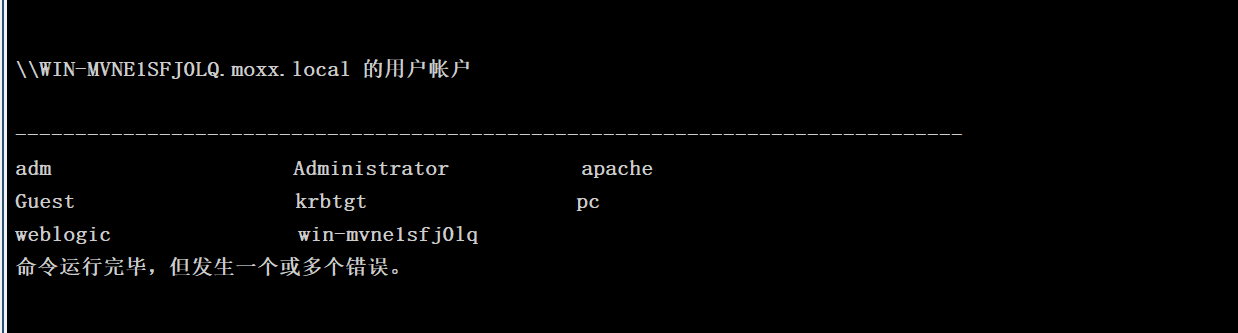 \\WIN-MVNE1SFJ0LQ.moxx.local 的用户帐户
-------------------------------------------------------------------------------
adm Administrator apache
Guest krbtgt pc
weblogic win-mvne1sfj0lq
命令运行完毕，但发生一个或多个错误。